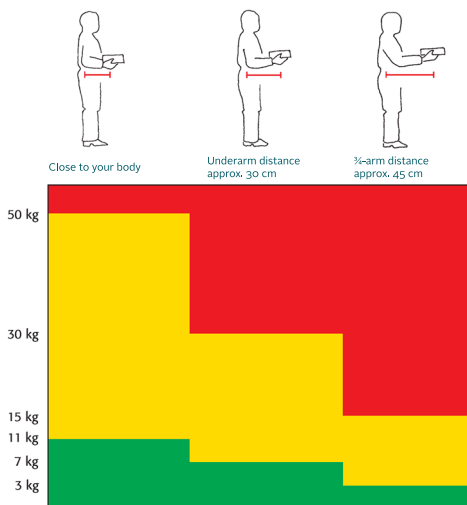 Close to your body
Underarm distance
approx. 30 cm
¾-arm distance
approx. 45 cm
50 kg
30 kg
15 kg
11 kg
7 kg
3 kg